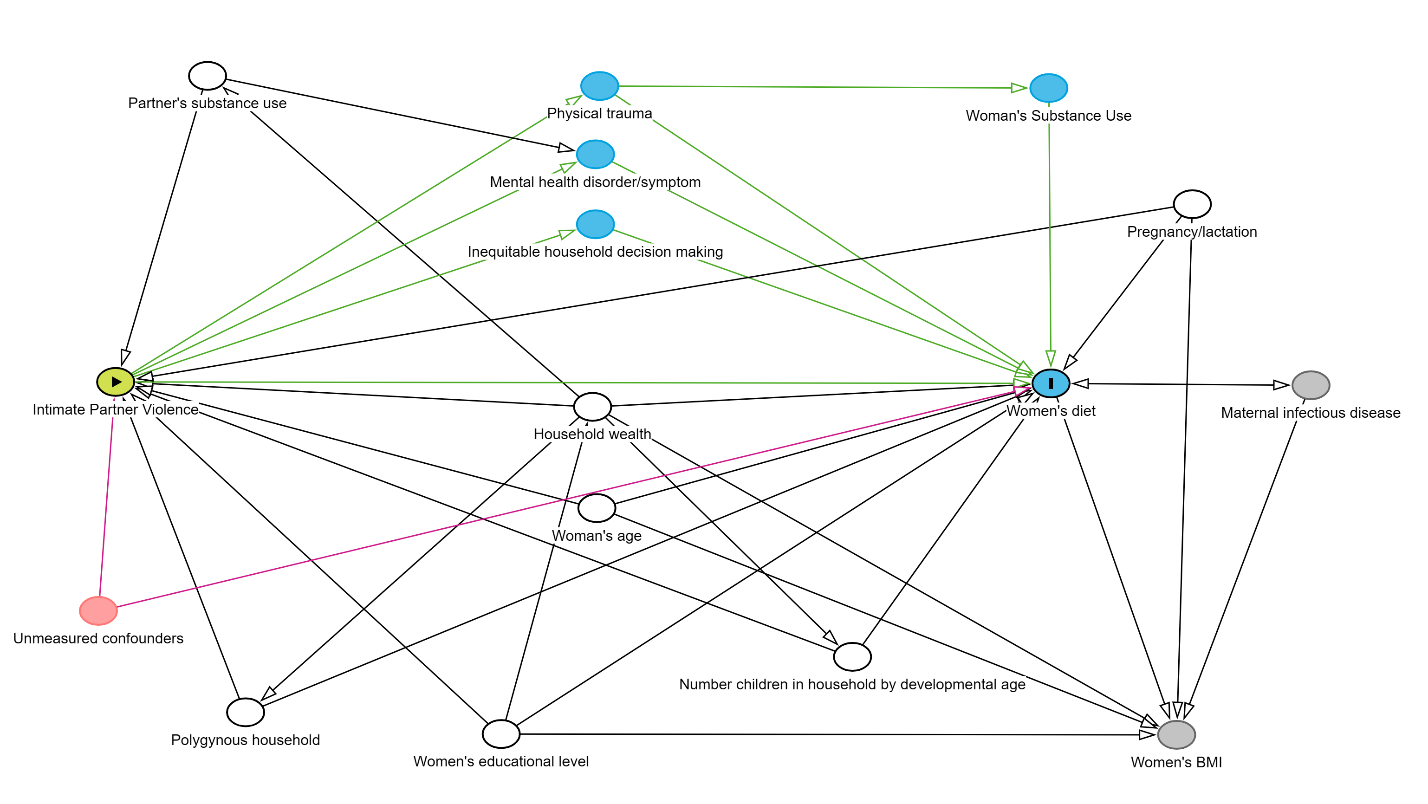 Partner's substance use
Physical trauma
Woman's Substance Use
Mental health disorder/symptom
Pregnancy/lactation
Inequitable household decision making
Intimate Partner Violence
Women's diet
Maternal infectious disease
Household wealth
Woman's age
Unmeasured confounders
Number children in household by developmental age
Polygynous household
Women's educational level
Women's BMI